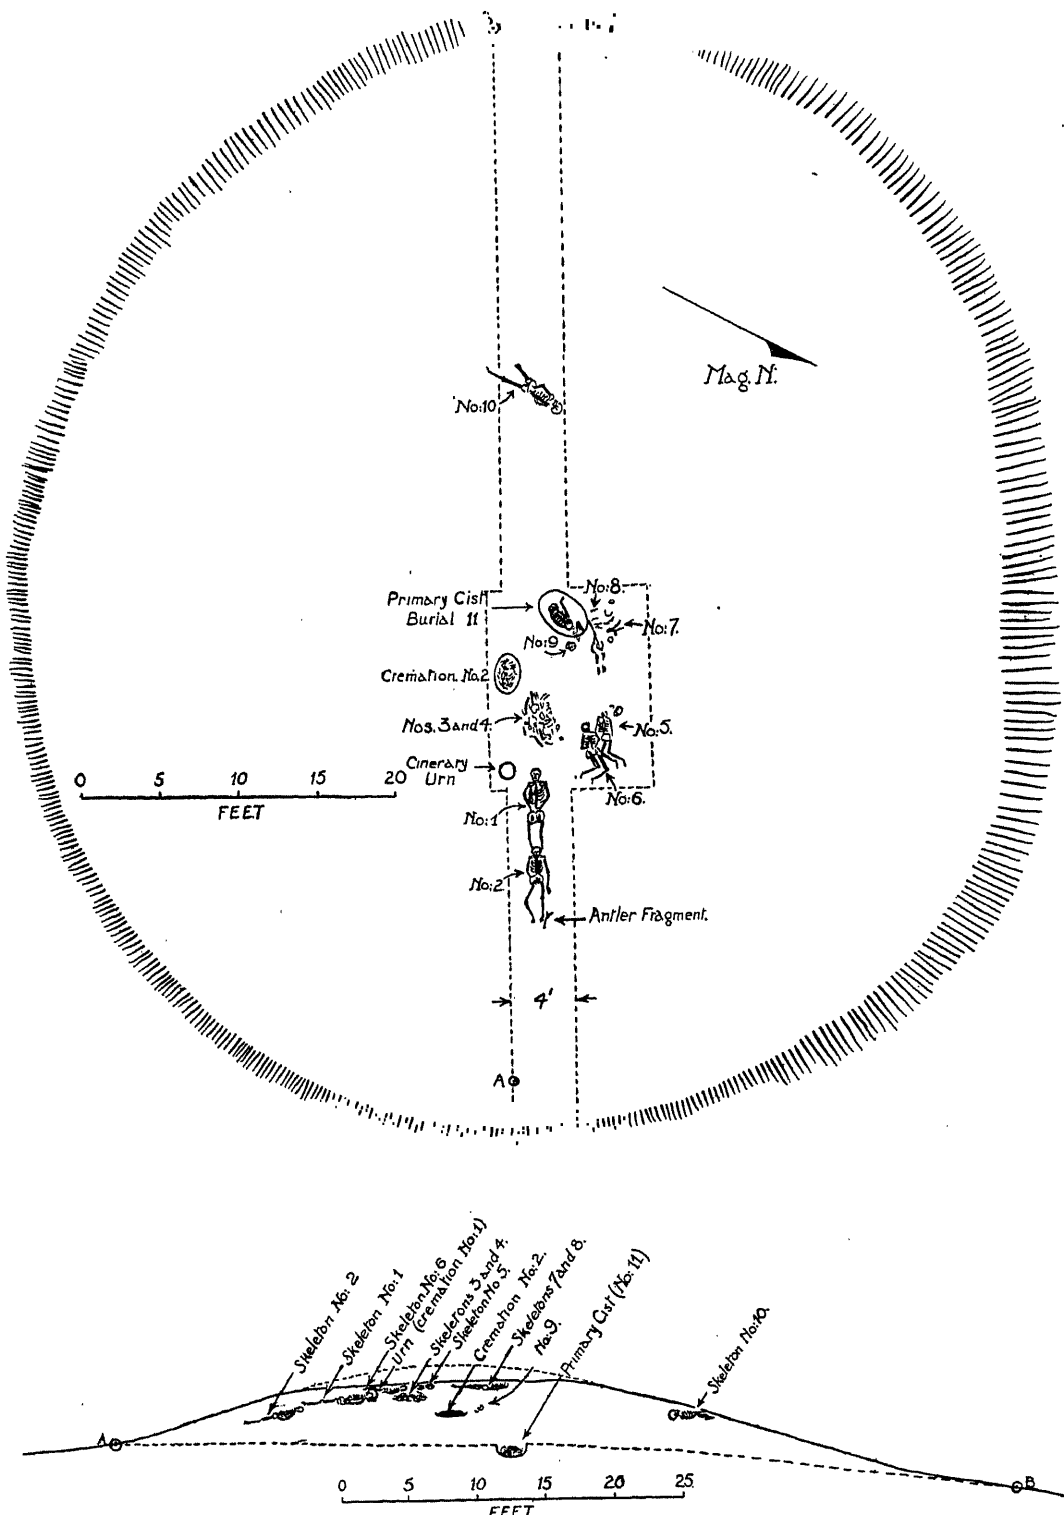 Mag. N.
No: 10
Primary Cist
Burial 11
No: 8.
No: 7.
No: 9
Cremation No. 2
Nos. 3 and 4.
No: 5.
Cinerary
Urn
No: 6.
0 5 10 15 20
FEET
No: 1
No: 2
Antler Fragment.
4'
A
Skeleton No: 2
Skeleton No: 1
Skeleton No: 6
Urn (cremation No: 1)
Skeletons 3 and 4.
Skeleton No 5.
Cremation No: 2.
Skeletons 7 and 8.
No: 9.
Primary Cist (No: 11)
Skeleton No: 10.
A
B
0 5 10 15 20 25
FEET